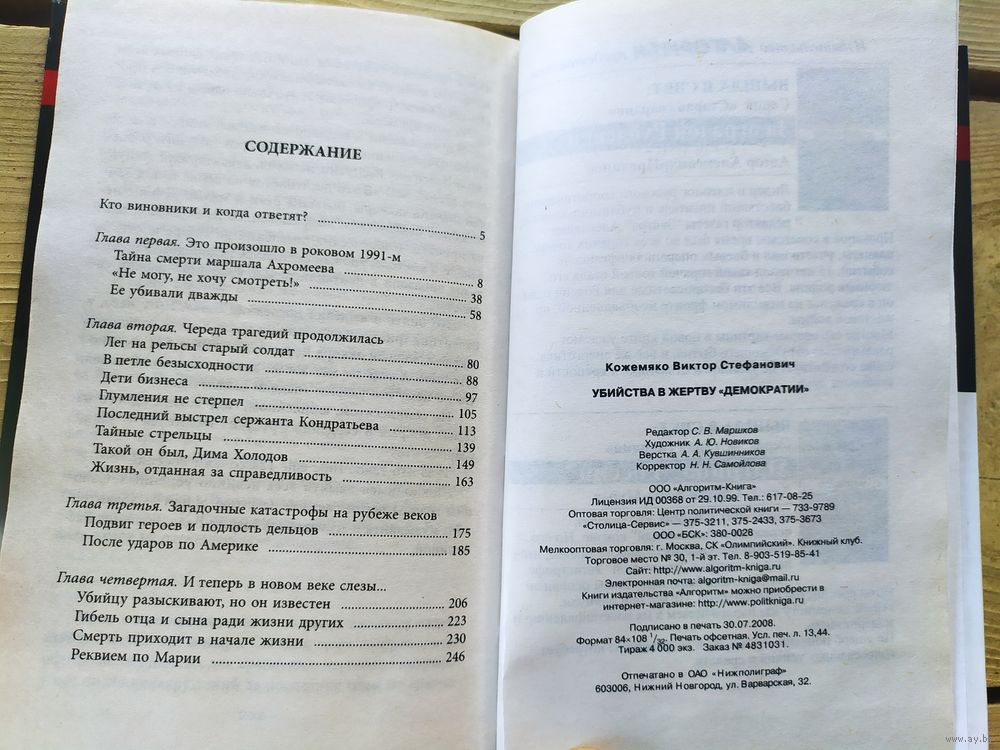 СОДЕРЖАНИЕ
Кто виновники и когда ответят? 5
Глава первая. Это произошло в роковом 1991-м
Тайна смерти маршала Ахромеева 8
«Не могу, не хочу смотреть!» 38
Ее убивали дважды 58
Глава вторая. Череда трагедий продолжилась
Лег на рельсы старый солдат 80
В петле безысходности 88
Дети бизнеса 97
Глумления не стерпел 105
Последний выстрел сержанта Кондратьева 113
Тайные стрельцы 139
Такой он был, Дима Холодов 149
Жизнь, отданная за справедливость 163
Глава третья. Загадочные катастрофы на рубеже веков
Подвиг героев и подлость дельцов 175
После ударов по Америке 185
Глава четвертая. И теперь в новом веке слезы...
Убийцу разыскивают, но он известен 206
Гибель отца и сына ради жизни других 223
Смерть приходит в начале жизни 230
Реквием по Марии 246
Кожемяко Виктор Стефанович
УБИЙСТВА В ЖЕРТВУ «ДЕМОКРАТИИ»
Редактор С. В. Маршков
Художник А. Ю. Новиков
Верстка А. А. Кувшинников
Корректор Н. Н. Самойлова
ООО «Алгоритм-Книга»
Лицензия ИД 00368 от 29.10.99. Тел.: 617-08-25
Оптовая торговля: Центр политической книги — 733-9789
«Столица-Сервис» — 375-3211, 375-2433, 375-3673
ООО «БСК»: 380-0028
Мелкооптовая торговля: г. Москва, СК «Олимпийский». Книжный клуб.
Торговое место № 30, 1-й эт. Тел. 8-903-519-85-41
Сайт: http://www.algoritm-kniga.ru
Электронная почта: algoritm-kniga@mail.ru
Книги издательства «Алгоритм» можно приобрести в
интернет-магазине: http://www.politkniga.ru
Подписано в печать 30.07.2008.
Формат 84×108 1/32. Печать офсетная. Усл. печ. л. 13,44.
Тираж 4 000 экз. Заказ № 4831031.
Отпечатано в ОАО «Нижполиграф»
603006, Нижний Новгород, ул. Варварская, 32.